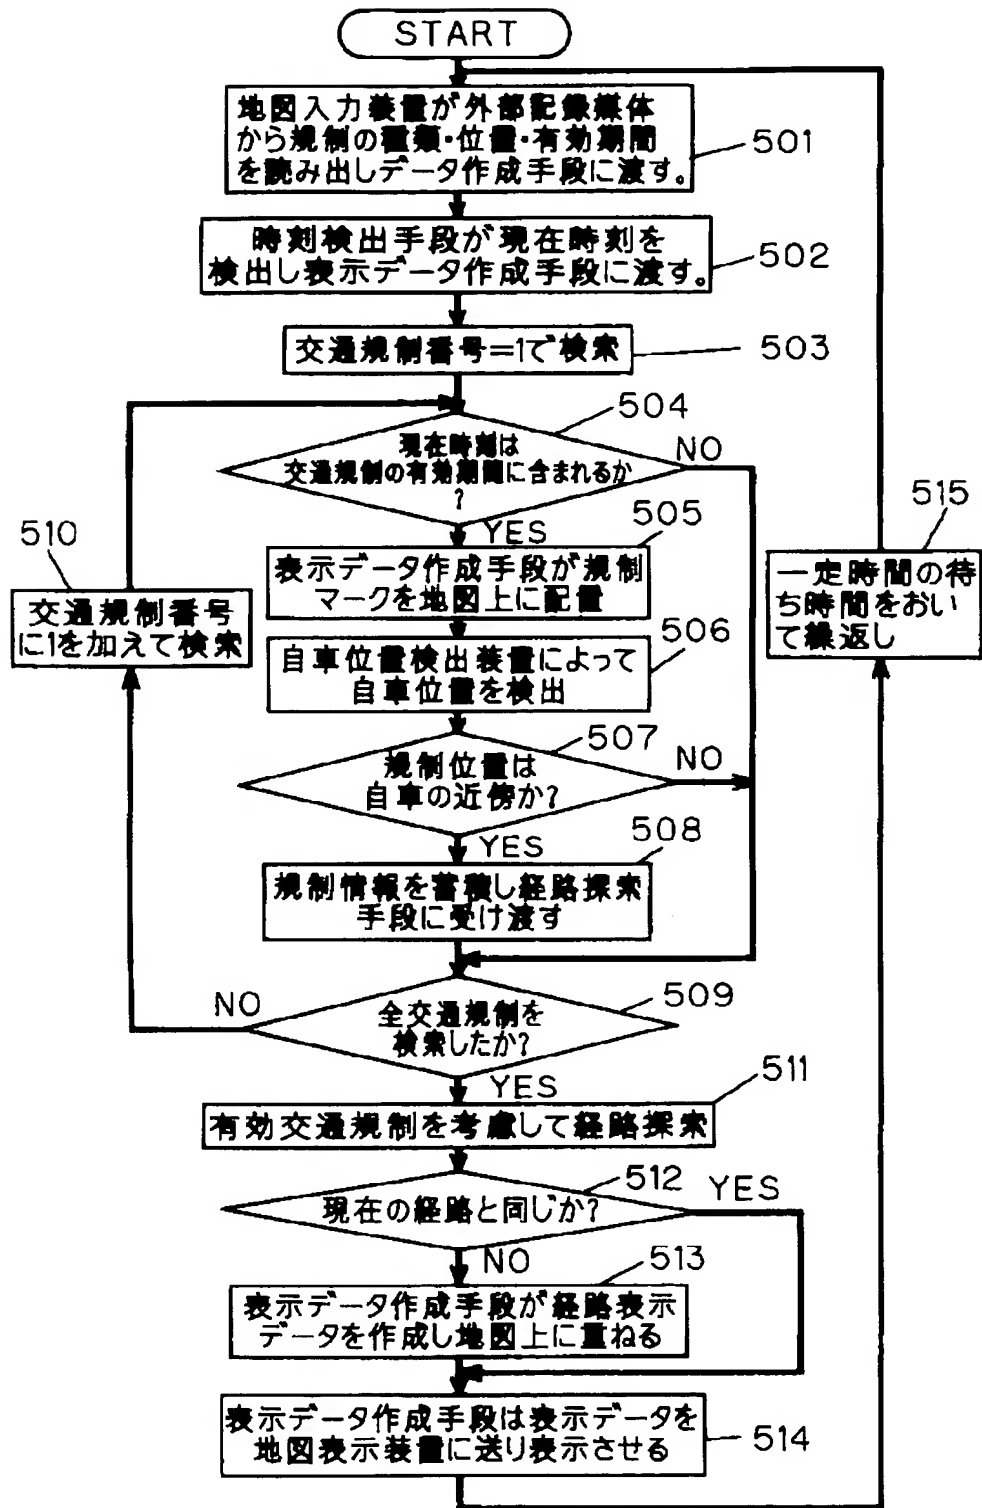 START
地図入力装置が外部記録媒体
から規制の種類・位置・有効期間
を読み出しデータ作成手段に渡す。
501
時刻検出手段が現在時刻を
検出し表示データ作成手段に渡す。
502
交通規制番号=1で検索
503
504
現在時刻は
交通規制の有効期間に含まれるか
?
NO
YES
505
表示データ作成手段が規制
マークを地図上に配置
510
交通規制番号
に1を加えて検索
515
一定時間の待
ち時間をおい
て繰返し
506
自車位置検出装置によって
自車位置を検出
507
規制位置は
自車の近傍か?
NO
YES
508
規制情報を蓄積し経路探索
手段に受け渡す
NO
509
全交通規制を
検索したか?
YES
511
有効交通規制を考慮して経路探索
512
YES
現在の経路と同じか?
NO
513
表示データ作成手段が経路表示
データを作成し地図上に重ねる
表示データ作成手段は表示データを
地図表示装置に送り表示させる
514